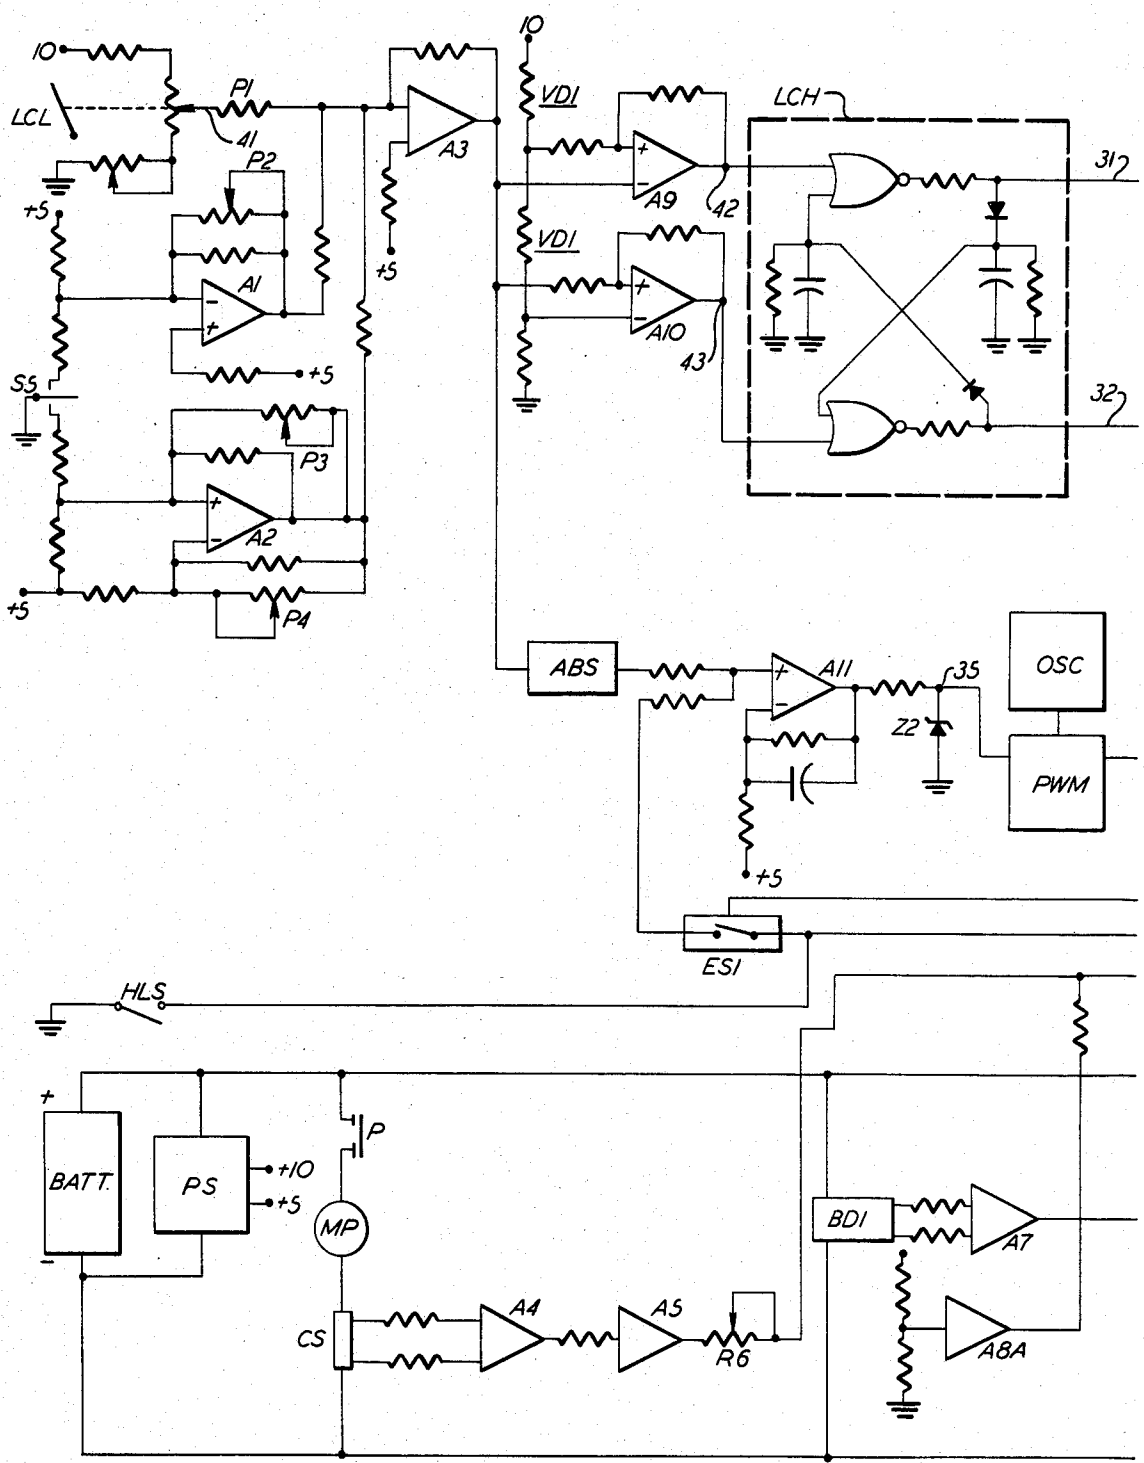 10
10
LCL
P1
41
P2
+5
A1
+5
SS
P3
A2
+5
P4
A3
+5
VD1
VD1
A9
42
A10
43
LCH
31
32
ABS
A11
35
Z2
OSC
PWM
+5
ES1
HLS
+
BATT.
-
PS
+10
+5
P
MP
CS
A4
A5
R6
BD1
A7
A8A
+
-
+
-
-
+
+
-
+
-